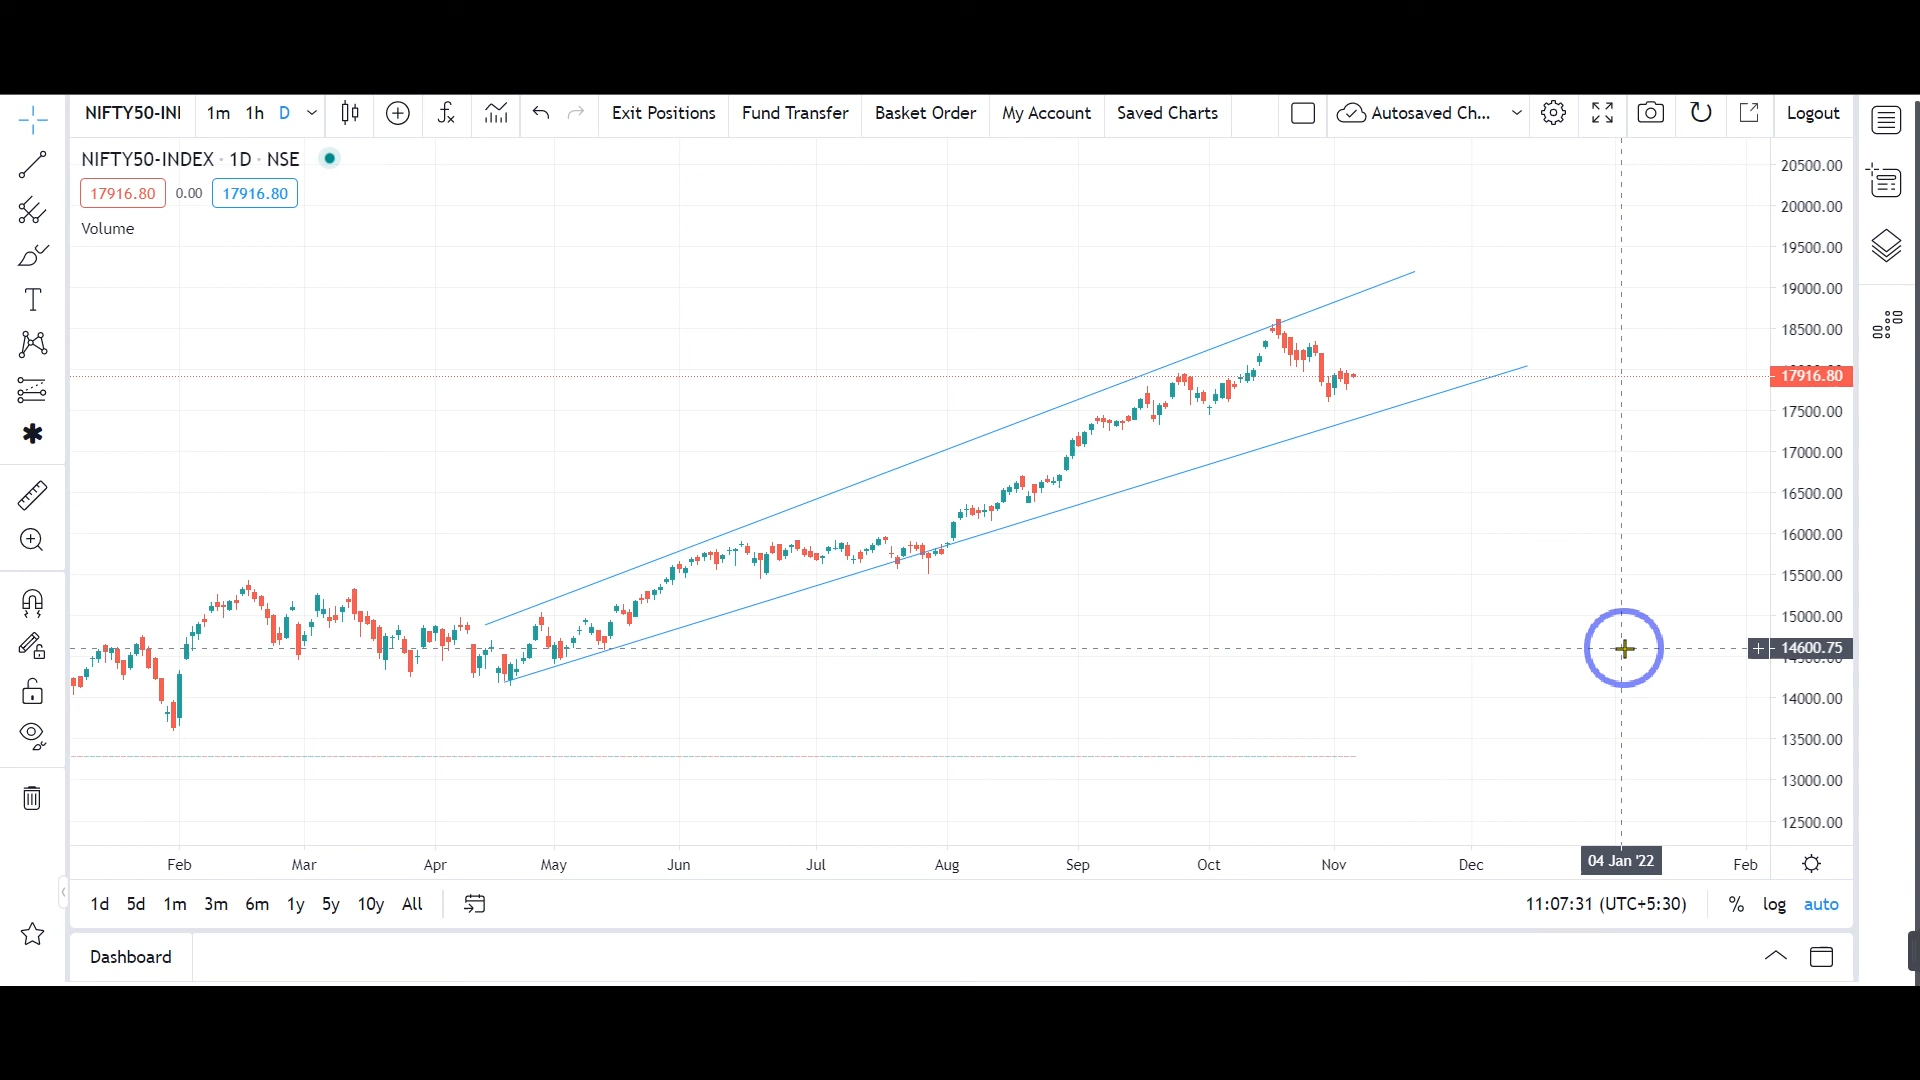 NIFTY50-INI 1m 1h D Exit Positions Fund Transfer Basket Order My Account Saved Charts Autosaved Ch... Logout
NIFTY50-INDEX · 1D · NSE
17916.80 0.00 17916.80
Volume
20500.00
20000.00
19500.00
19000.00
18500.00
17916.80
17500.00
17000.00
16500.00
16000.00
15500.00
15000.00
14600.75
14000.00
13500.00
13000.00
12500.00
Feb Mar Apr May Jun Jul Aug Sep Oct Nov Dec 04 Jan '22 Feb
1d 5d 1m 3m 6m 1y 5y 10y All 11:07:31 (UTC+5:30) % log auto
Dashboard